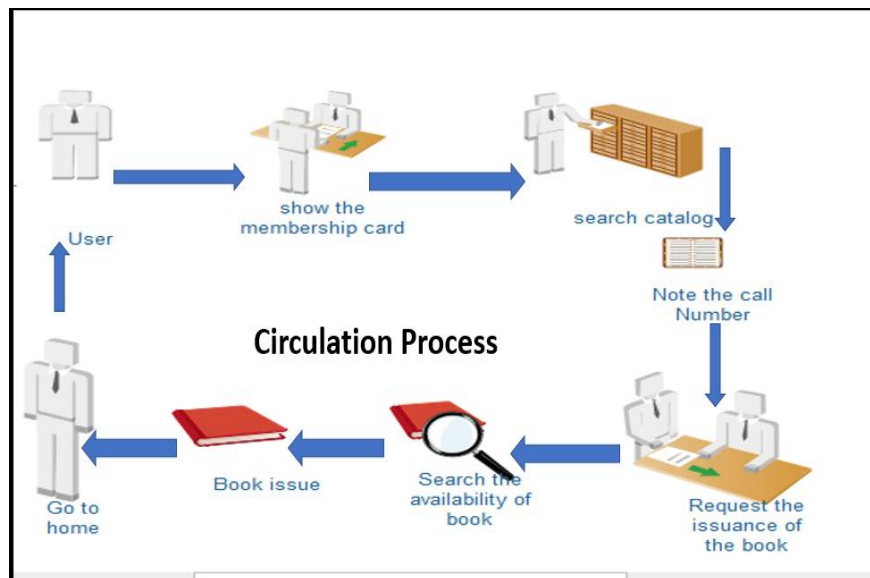 User
show the
membership card
search catalog
Note the call
Number
Circulation Process
Request the
issuance of
the book
Search the
availability of
book
Book issue
Go to
home